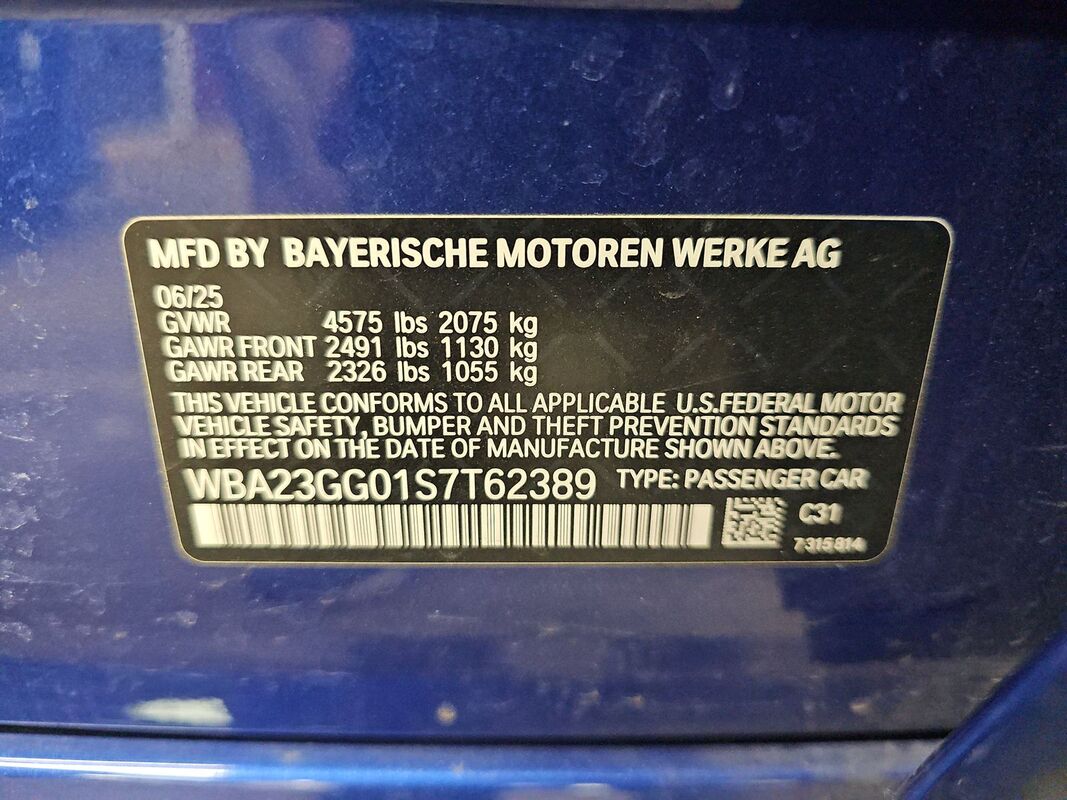 MFD BY BAYERISCHE MOTOREN WERKE AG
06/25
GVWR 4575 lbs 2075 kg
GAWR FRONT 2491 lbs 1130 kg
GAWR REAR 2326 lbs 1055 kg
THIS VEHICLE CONFORMS TO ALL APPLICABLE U.S.FEDERAL MOTOR
VEHICLE SAFETY, BUMPER AND THEFT PREVENTION STANDARDS
IN EFFECT ON THE DATE OF MANUFACTURE SHOWN ABOVE.
WBA23GG01S7T62389 TYPE: PASSENGER CAR
C31
7315814